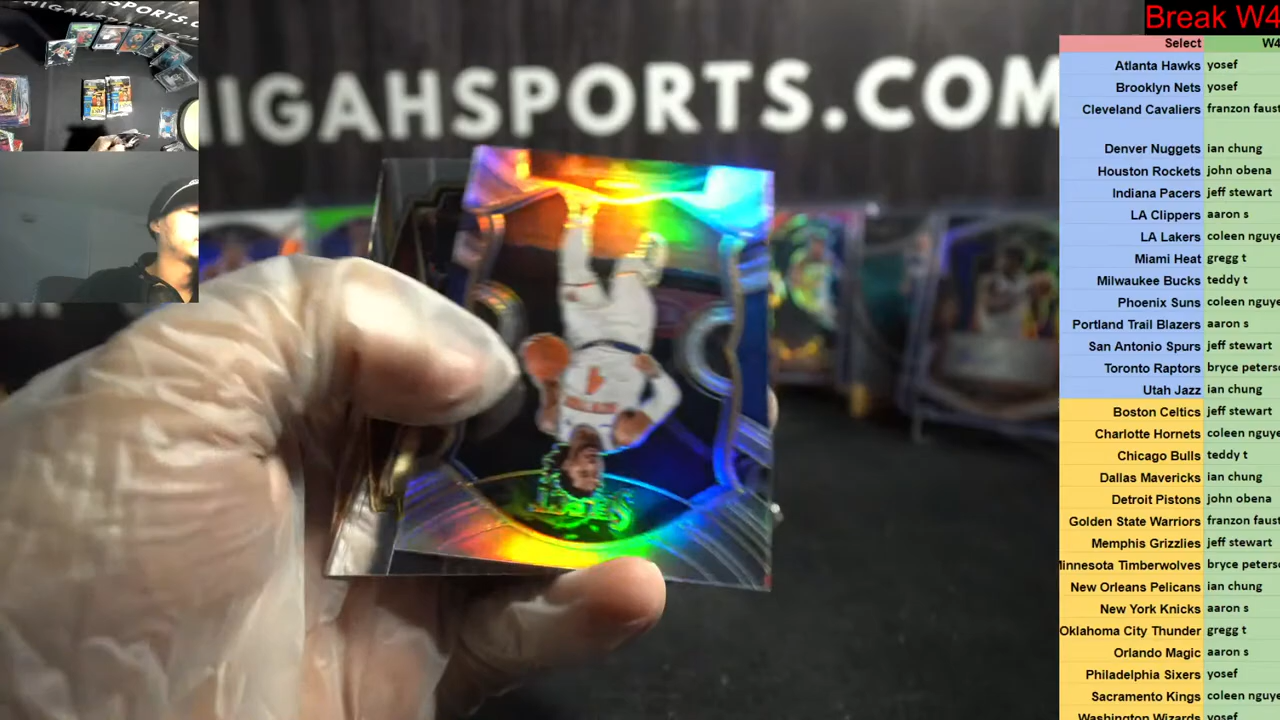 Break W4
HIGAHSPORTS.COM
Select W4
Atlanta Hawks yosef
Brooklyn Nets yosef
Cleveland Cavaliers franzon faust
Denver Nuggets ian chung
Houston Rockets john obena
Indiana Pacers jeff stewart
LA Clippers aaron s
LA Lakers coleen nguye
Miami Heat gregg t
Milwaukee Bucks teddy t
Phoenix Suns coleen nguye
Portland Trail Blazers aaron s
San Antonio Spurs jeff stewart
Toronto Raptors bryce peterso
Utah Jazz ian chung
Boston Celtics jeff stewart
Charlotte Hornets coleen nguye
Chicago Bulls teddy t
Dallas Mavericks ian chung
Detroit Pistons john obena
Golden State Warriors franzon faust
Memphis Grizzlies jeff stewart
innesota Timberwolves bryce peterso
New Orleans Pelicans ian chung
New York Knicks aaron s
Oklahoma City Thunder gregg t
Orlando Magic aaron s
Philadelphia Sixers yosef
Sacramento Kings coleen nguye
Washington Wizards yosef